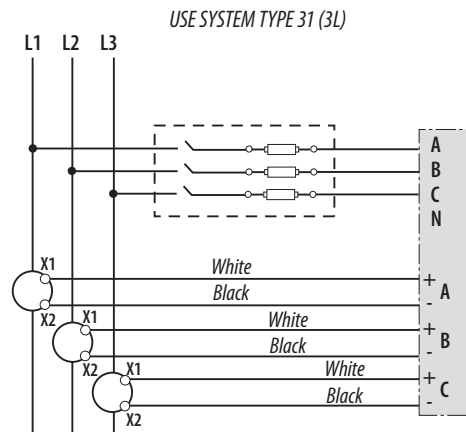 USE SYSTEM TYPE 31 (3L)
L1 L2 L3
A
B
C
N
X1 White +
A
X2 Black -
X1 White +
B
X2 Black -
X1 White +
C
X2 Black -